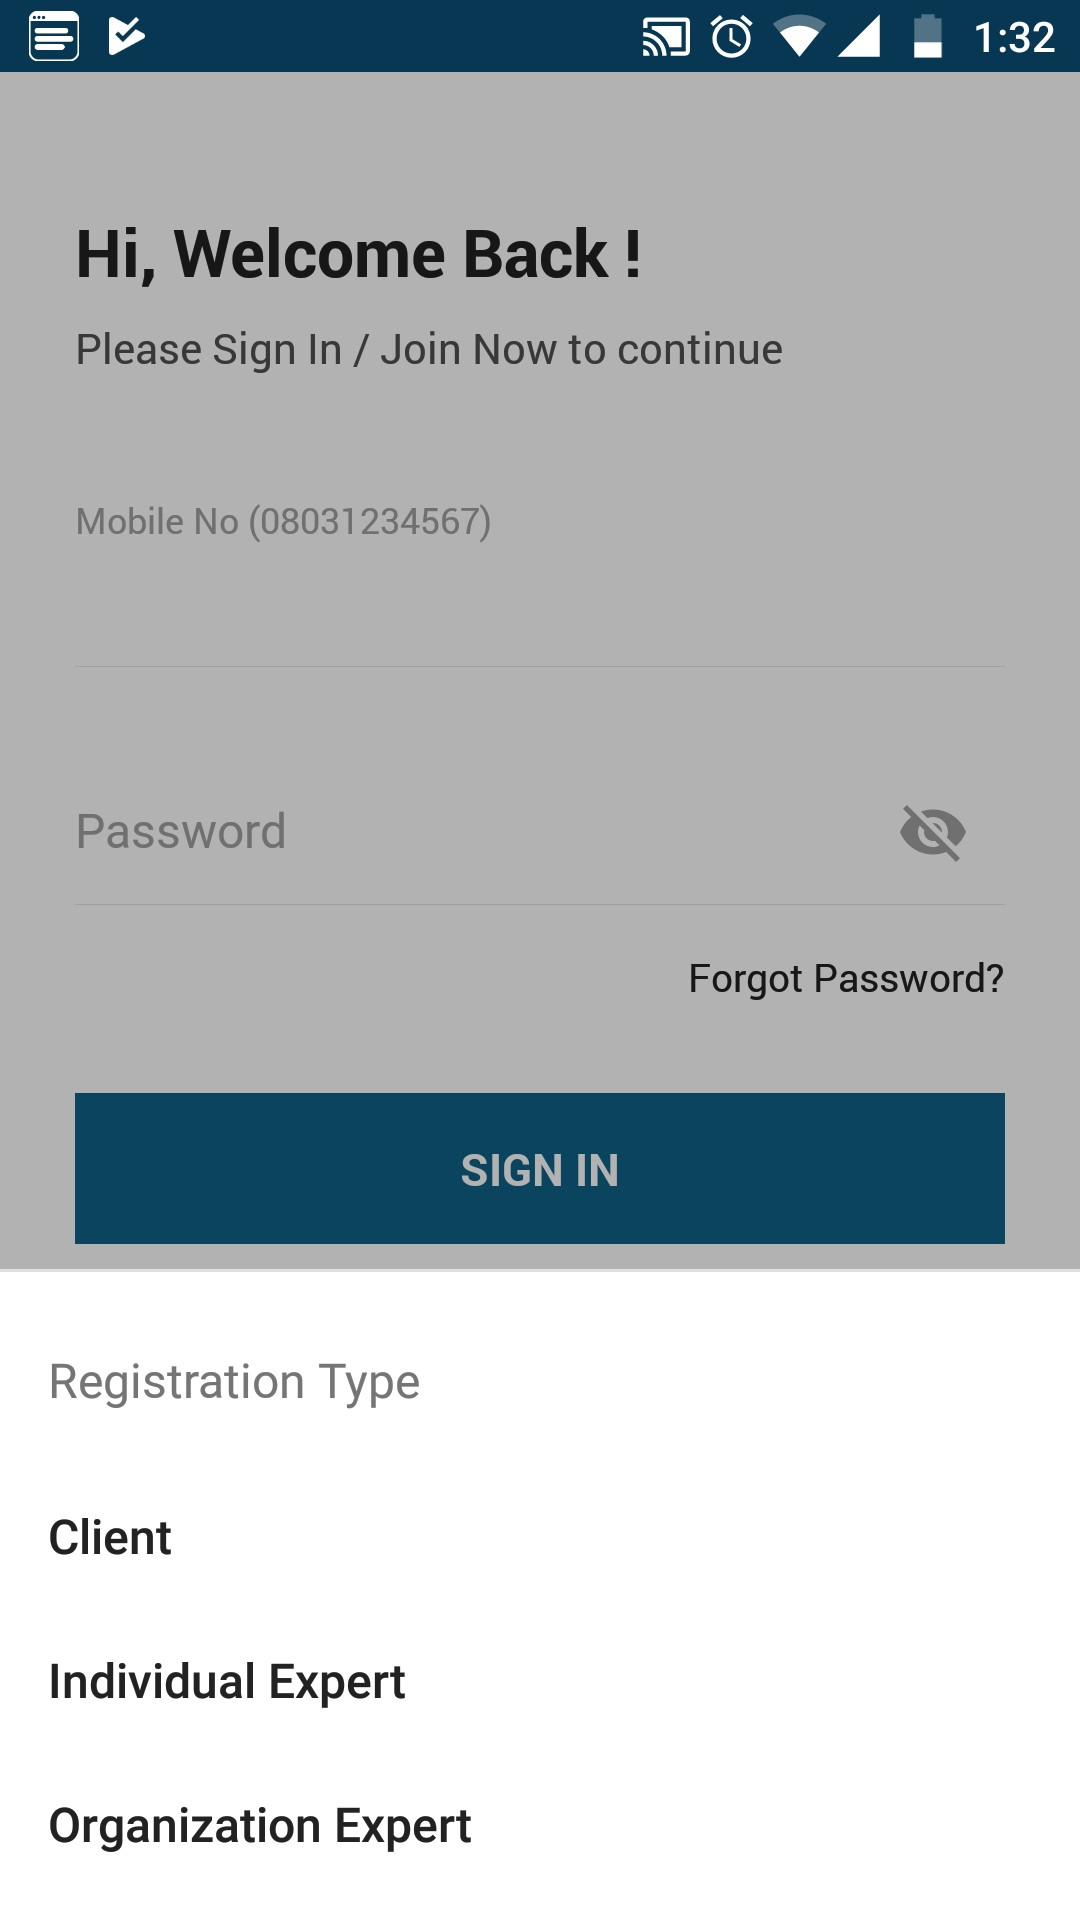 1:32
Hi, Welcome Back !
Please Sign In / Join Now to continue
Mobile No (08031234567)
Password
Forgot Password?
SIGN IN
Registration Type
Client
Individual Expert
Organization Expert